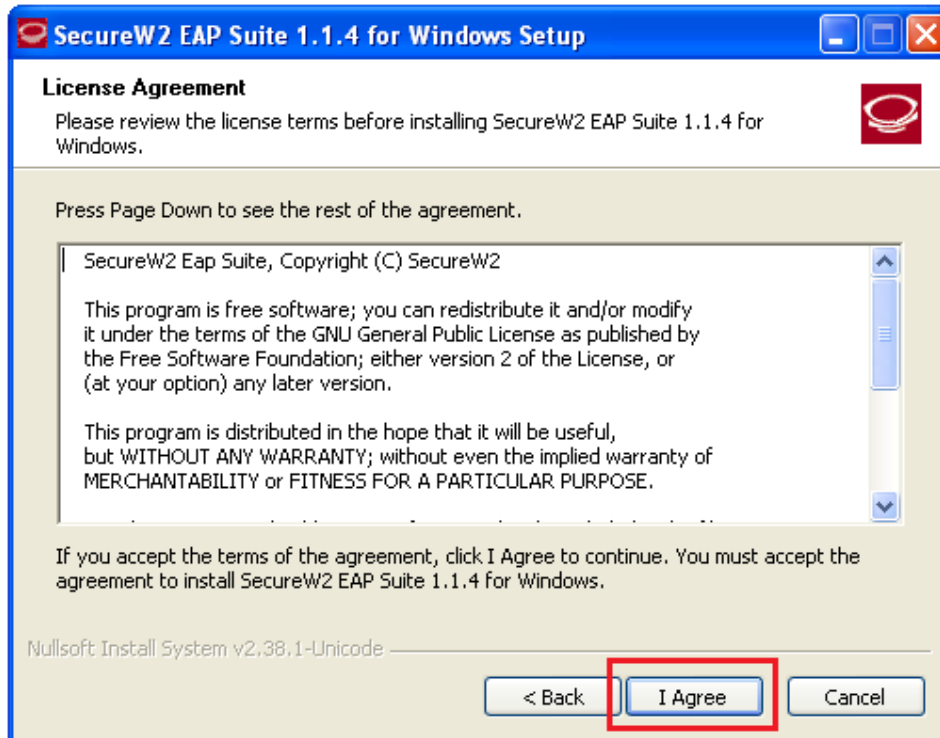 SecureW2 EAP Suite 1.1.4 for Windows Setup
License Agreement
Please review the license terms before installing SecureW2 EAP Suite 1.1.4 for
Windows.
Press Page Down to see the rest of the agreement.
SecureW2 Eap Suite, Copyright (C) SecureW2
This program is free software; you can redistribute it and/or modify
it under the terms of the GNU General Public License as published by
the Free Software Foundation; either version 2 of the License, or
(at your option) any later version.
This program is distributed in the hope that it will be useful,
but WITHOUT ANY WARRANTY; without even the implied warranty of
MERCHANTABILITY or FITNESS FOR A PARTICULAR PURPOSE.
If you accept the terms of the agreement, click I Agree to continue. You must accept the
agreement to install SecureW2 EAP Suite 1.1.4 for Windows.
Nullsoft Install System v2.38.1-Unicode
< Back
I Agree
Cancel